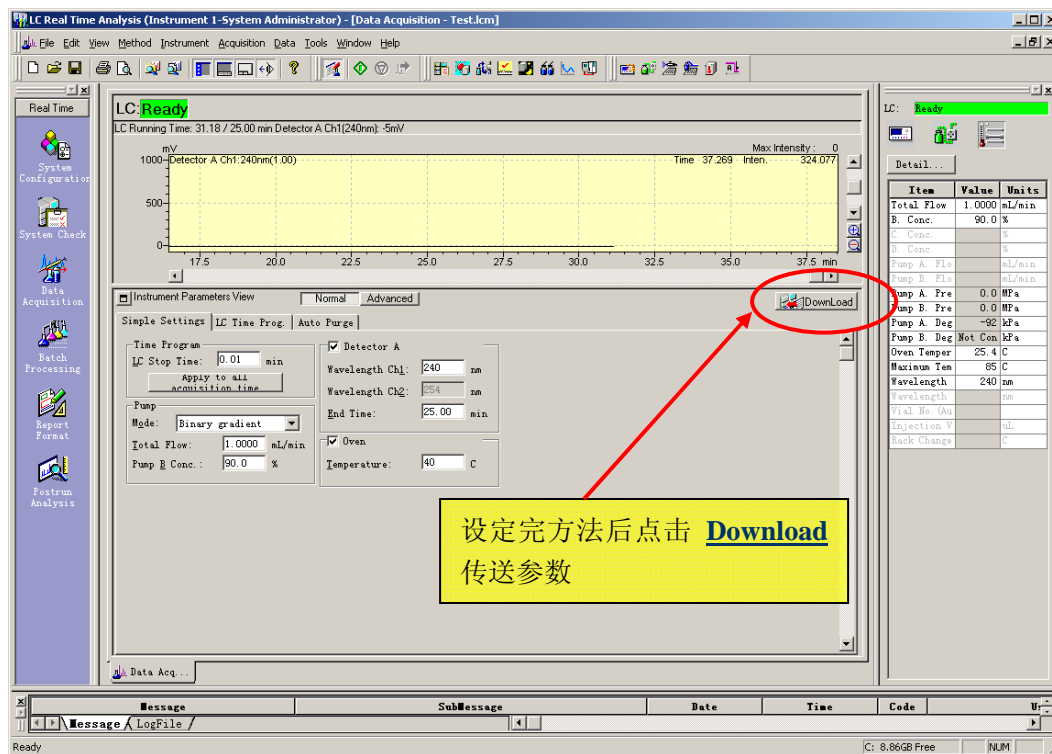 LC Real Time Analysis (Instrument 1-System Administrator) - [Data Acquisition - Test.lcm]
File Edit View Method Instrument Acquisition Data Tools Window Help
Real Time
System
Configuration
System Check
Data
Acquisition
Batch
Processing
Report
Format
Postrun
Analysis
LC: Ready
LC Running Time: 31.18 / 25.00 min Detector A Ch1(240nm): -5mV
mV
Max Intensity : 0
1000 Detector A Ch1:240nm(1.00) Time 37.269 Inten. 324.077
500
0
17.5 20.0 22.5 25.0 27.5 30.0 32.5 35.0 37.5 min
Instrument Parameters View Normal Advanced DownLoad
Simple Settings LC Time Prog. Auto Purge
Time Program
LC Stop Time: 0.01 min
Apply to all
acquisition time
Pump
Mode: Binary gradient
Total Flow: 1.0000 mL/min
Pump B Conc.: 90.0 %
Detector A
Wavelength Ch1: 240 nm
Wavelength Ch2: 254 nm
End Time: 25.00 min
Oven
Temperature: 40 C
设定完方法后点击 Download
传送参数
Data Acq...
LC: Ready
Detail...
Item Value Units
Total Flow 1.0000 mL/min
B. Conc. 90.0 %
C. Conc. %
D. Conc. %
Pump A. Flo mL/min
Pump B. Flo mL/min
Pump A. Pre 0.0 MPa
Pump B. Pre 0.0 MPa
Pump A. Deg -92 kPa
Pump B. Deg Not Con kPa
Oven Temper 25.4 C
Maximum Tem 85 C
Wavelength 240 nm
Wavelength nm
Vial No. (Au
Injection V uL
Rack Change C
Message SubMessage Date Time Code
Message LogFile
Ready C: 8.86GB Free NUM